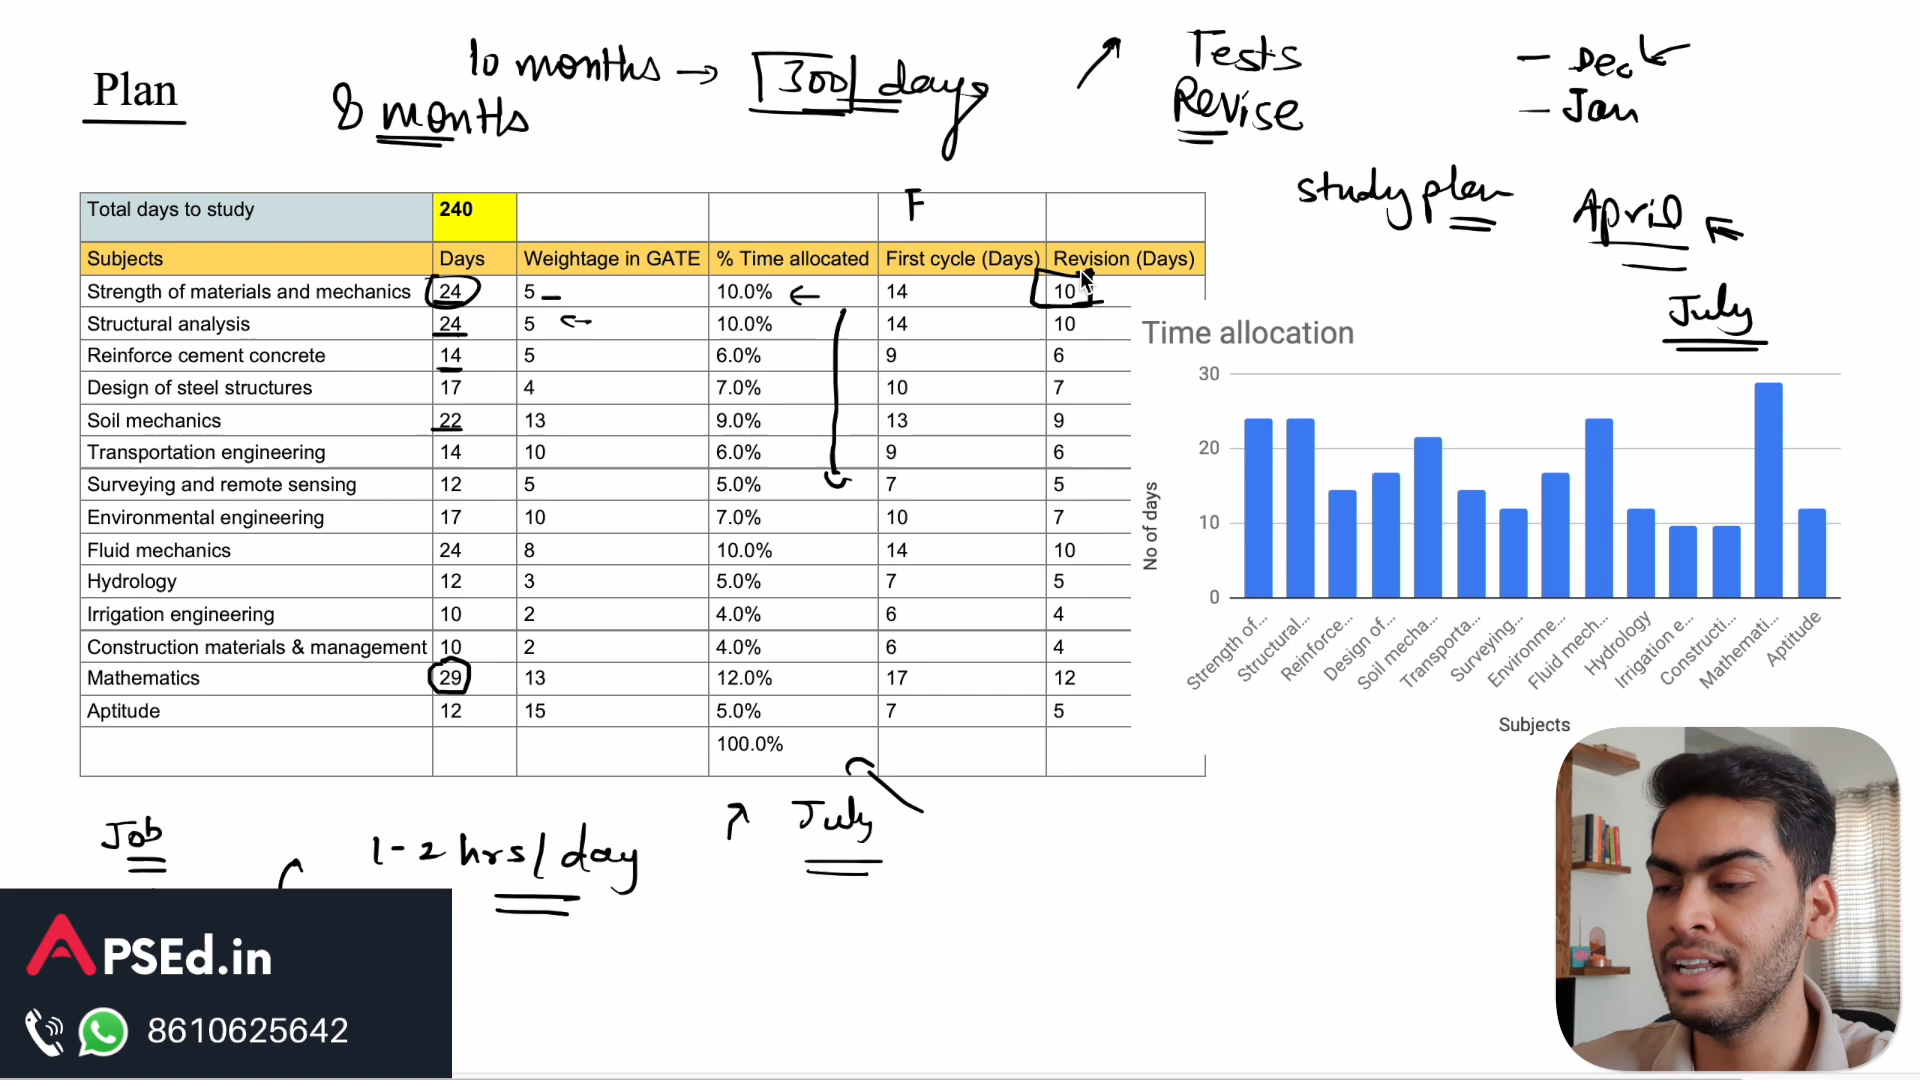 Plan
10 months → 300 days
8 months
Tests
Revise
- Dec
- Jan
study plan
April
July
F
Total days to study 240
Subjects Days Weightage in GATE % Time allocated First cycle (Days) Revision (Days)
Strength of materials and mechanics 24 5 10.0% 14 10
Structural analysis 24 5 10.0% 14 10
Reinforce cement concrete 14 5 6.0% 9 6
Design of steel structures 17 4 7.0% 10 7
Soil mechanics 22 13 9.0% 13 9
Transportation engineering 14 10 6.0% 9 6
Surveying and remote sensing 12 5 5.0% 7 5
Environmental engineering 17 10 7.0% 10 7
Fluid mechanics 24 8 10.0% 14 10
Hydrology 12 3 5.0% 7 5
Irrigation engineering 10 2 4.0% 6 4
Construction materials & management 10 2 4.0% 6 4
Mathematics 29 13 12.0% 17 12
Aptitude 12 15 5.0% 7 5
100.0%
Time allocation
No of days
30
20
10
0
Strength of...
Structural...
Reinforce...
Design of...
Soil mecha...
Transporta...
Surveying...
Environme...
Fluid mech...
Hydrology
Irrigation e...
Constructi...
Mathemati...
Aptitude
Subjects
Job
1-2 hrs/day
July
APSEd.in
8610625642